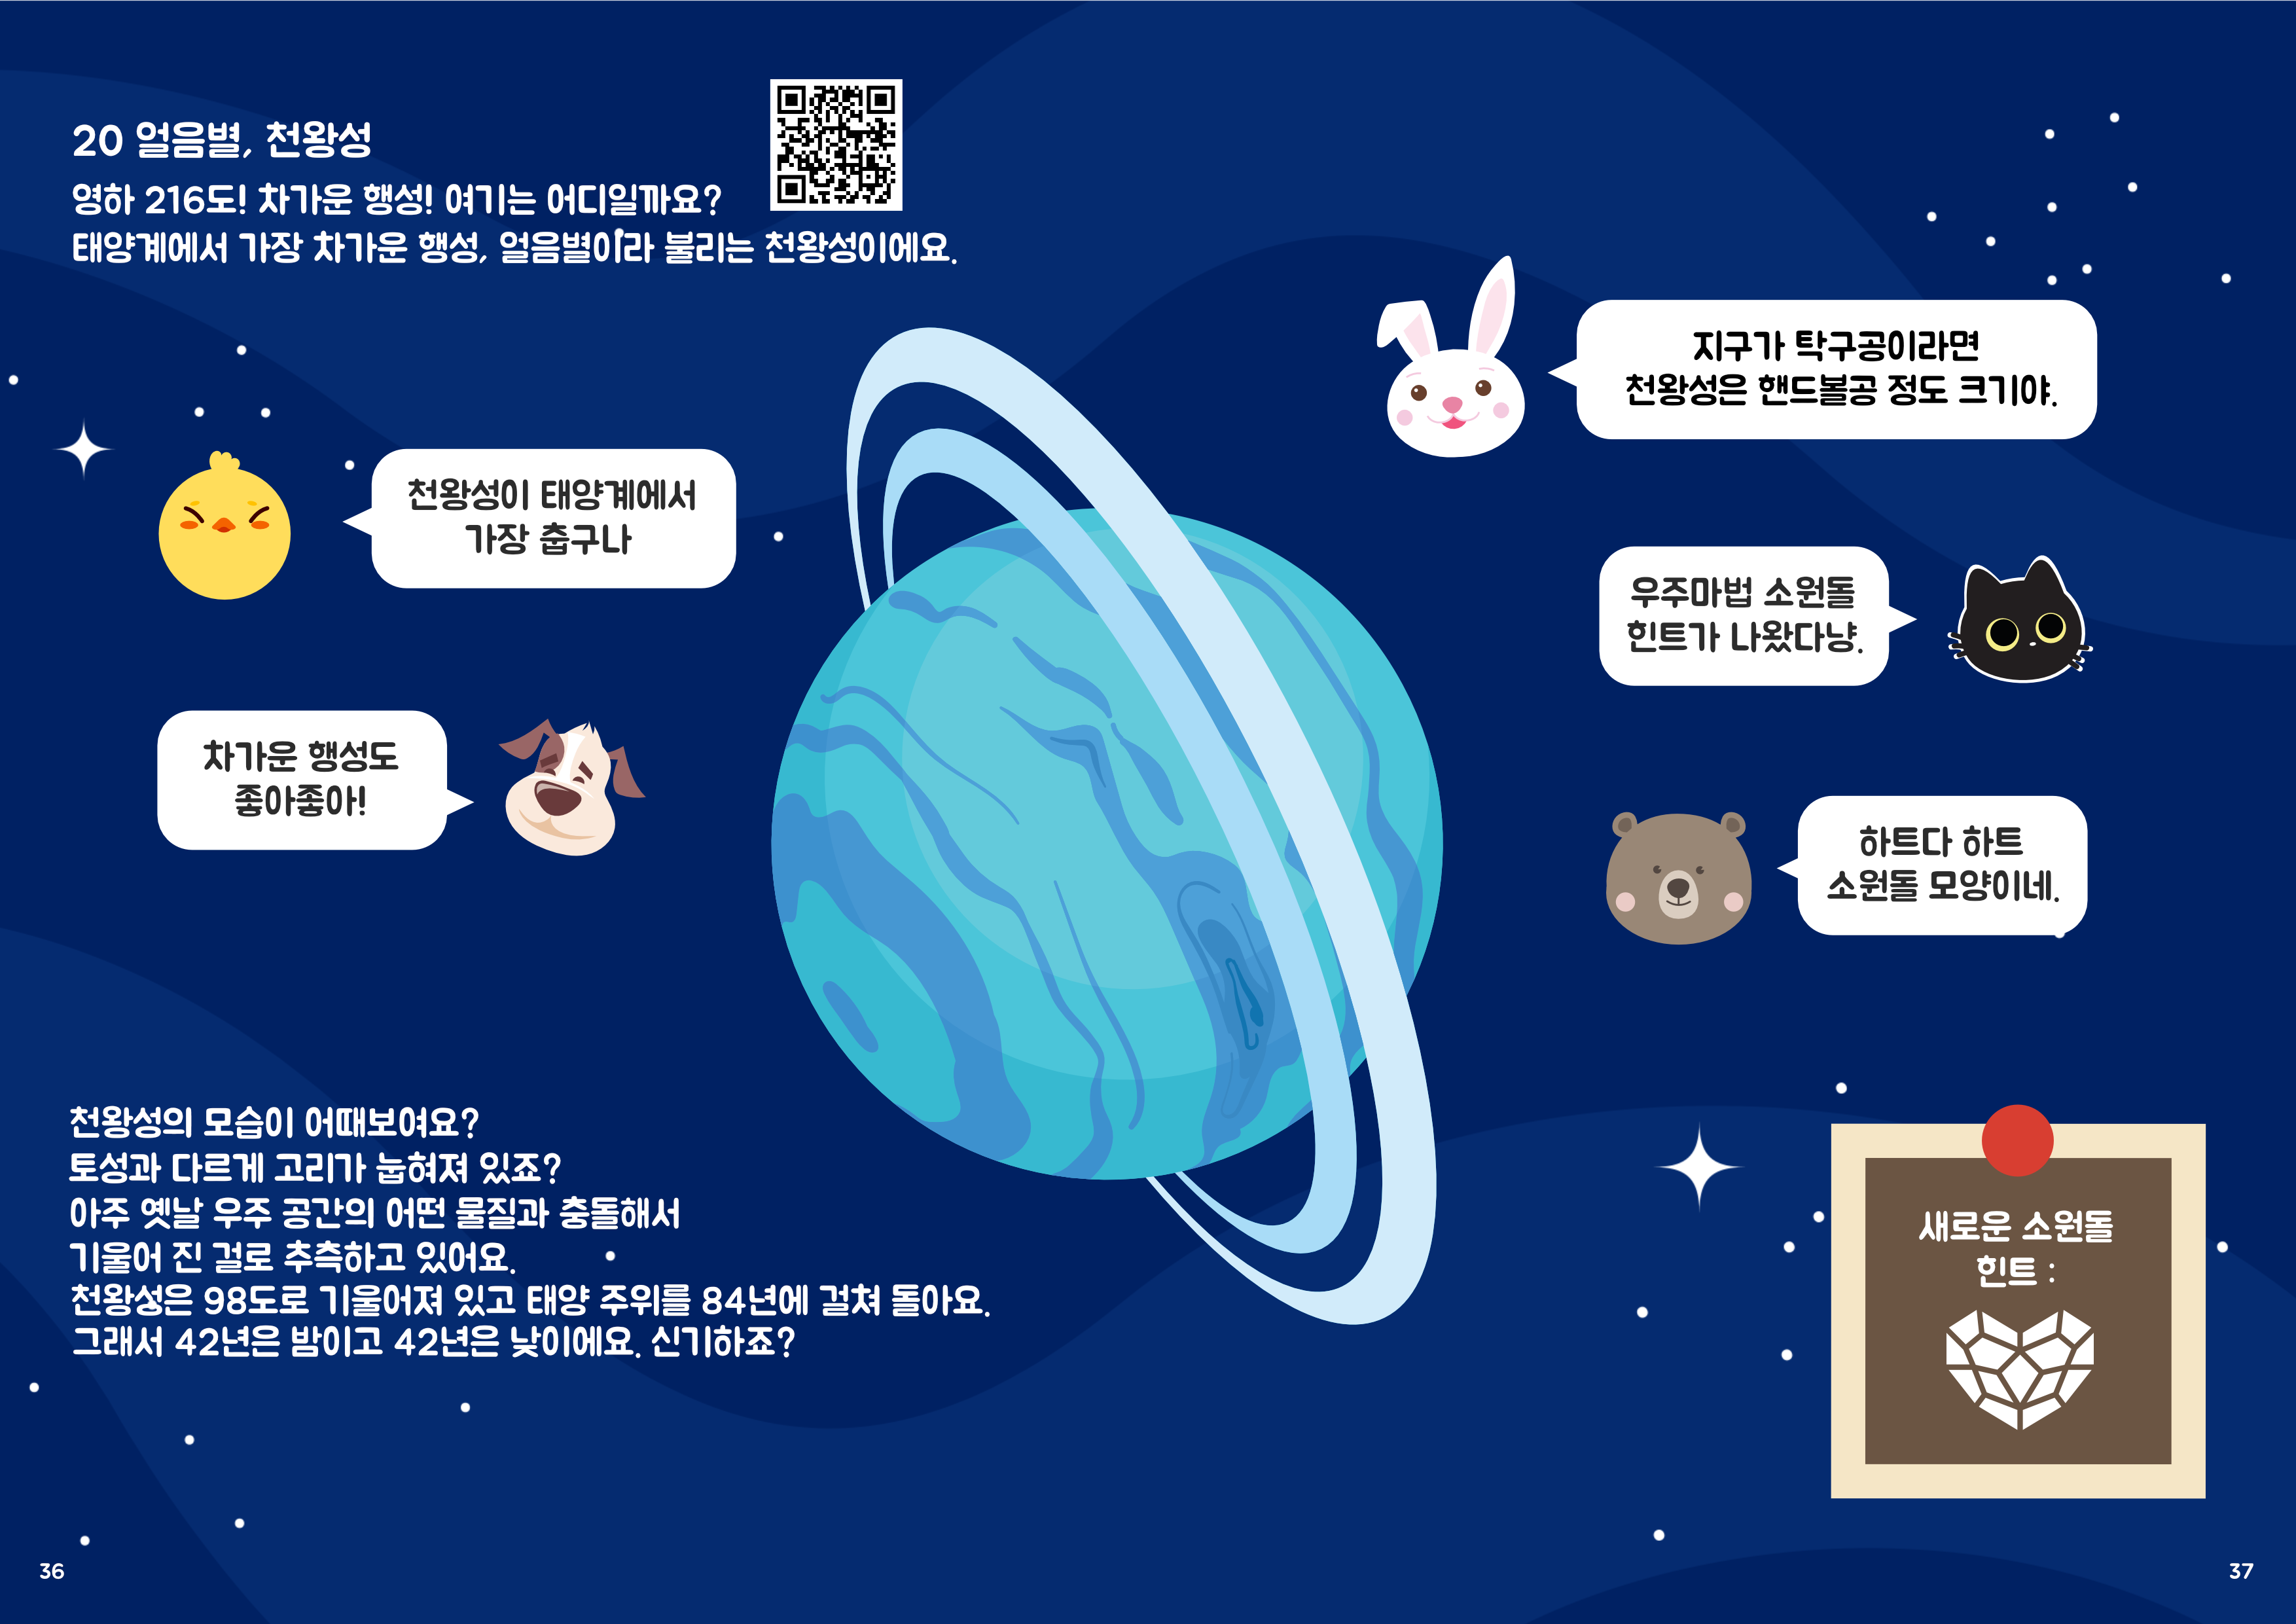 20 얼음별, 천왕성
영하 216도! 차가운 행성! 여기는 어디일까요?
태양계에서 가장 차가운 행성, 얼음별이라 불리는 천왕성이에요.
천왕성이 태양계에서
가장 춥구나
차가운 행성도
좋아좋아!
지구가 탁구공이라면
천왕성은 핸드볼공 정도 크기야.
우주마법 소원돌
힌트가 나왔다냥.
하트다 하트
소원돌 모양이네.
천왕성의 모습이 어때보여요?
토성과 다르게 고리가 눕혀져 있죠?
아주 옛날 우주 공간의 어떤 물질과 충돌해서
기울어 진 걸로 추측하고 있어요.
천왕성은 98도로 기울어져 있고 태양 주위를 84년에 걸쳐 돌아요.
그래서 42년은 밤이고 42년은 낮이에요. 신기하죠?
새로운 소원돌
힌트 :
36
37